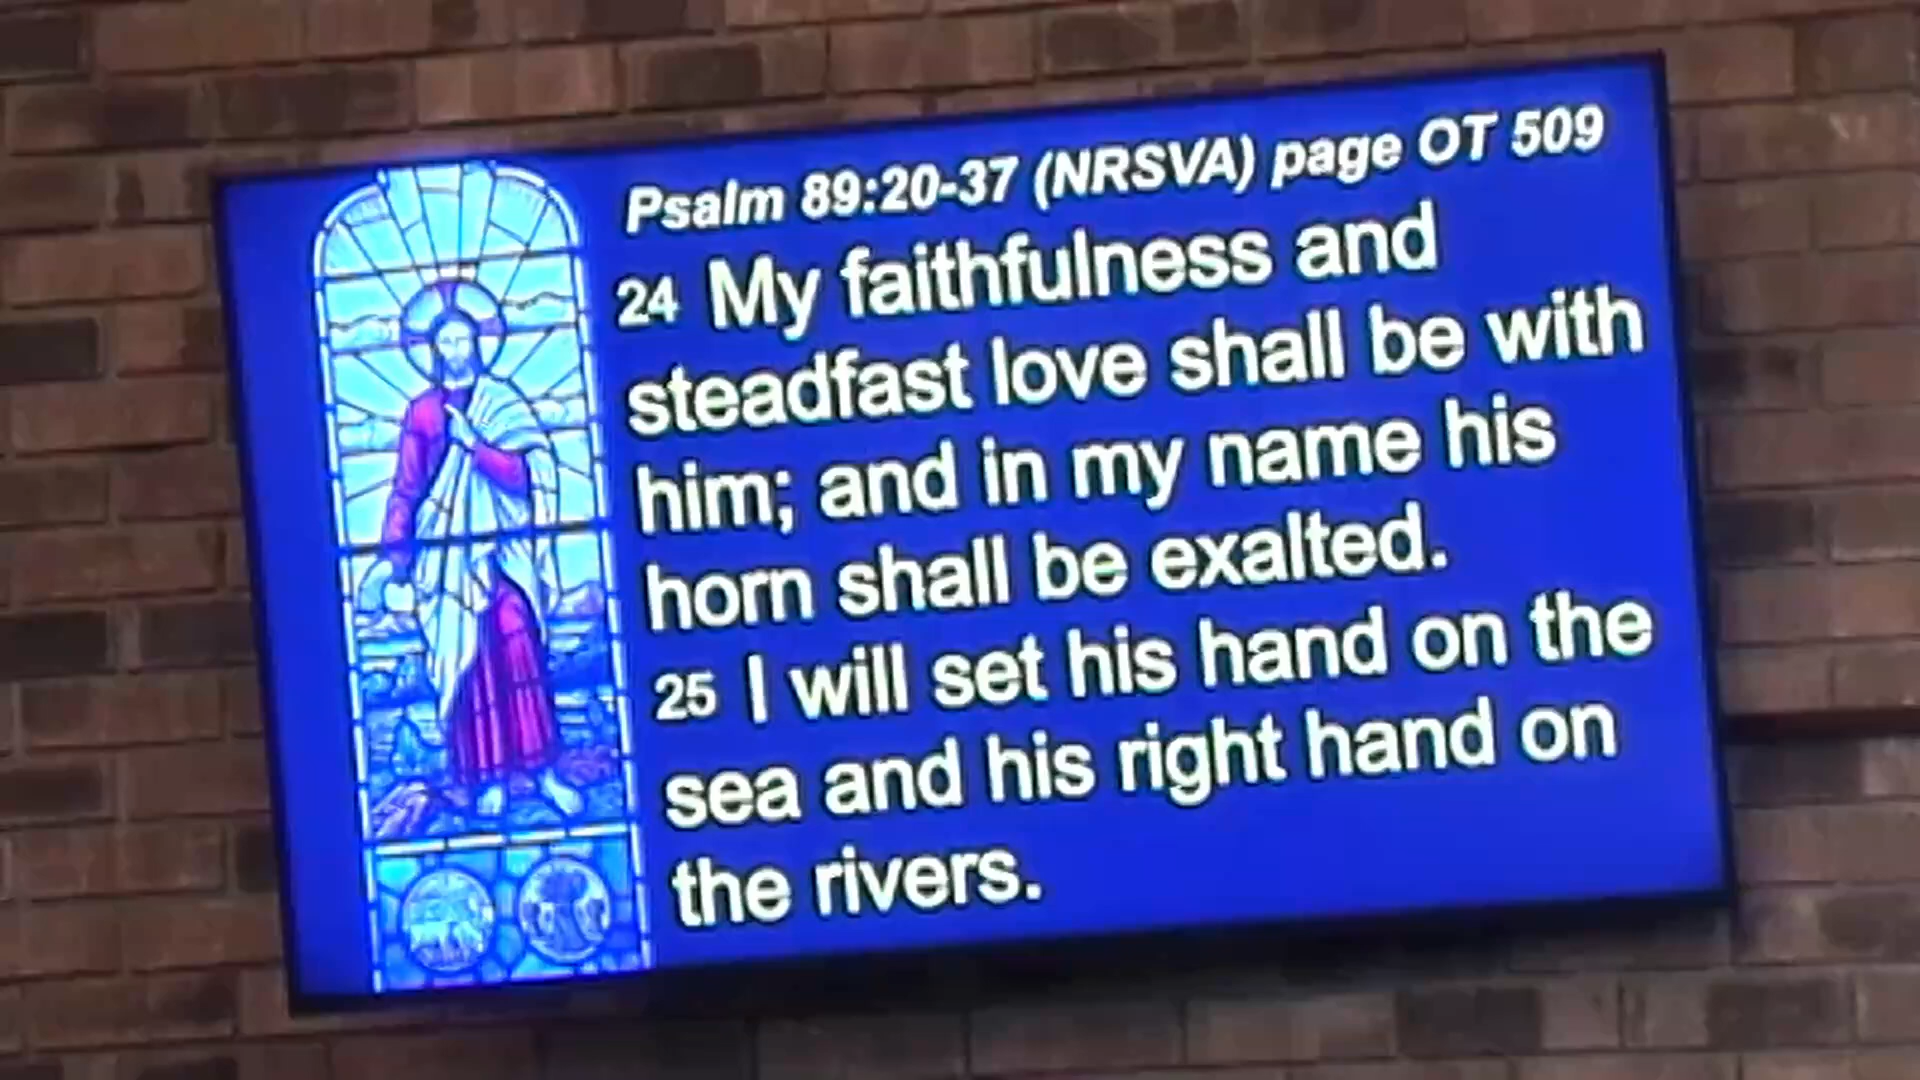 Psalm 89:20-37 (NRSVA) page OT 509
24 My faithfulness and
steadfast love shall be with
him; and in my name his
horn shall be exalted.
25 I will set his hand on the
sea and his right hand on
the rivers.